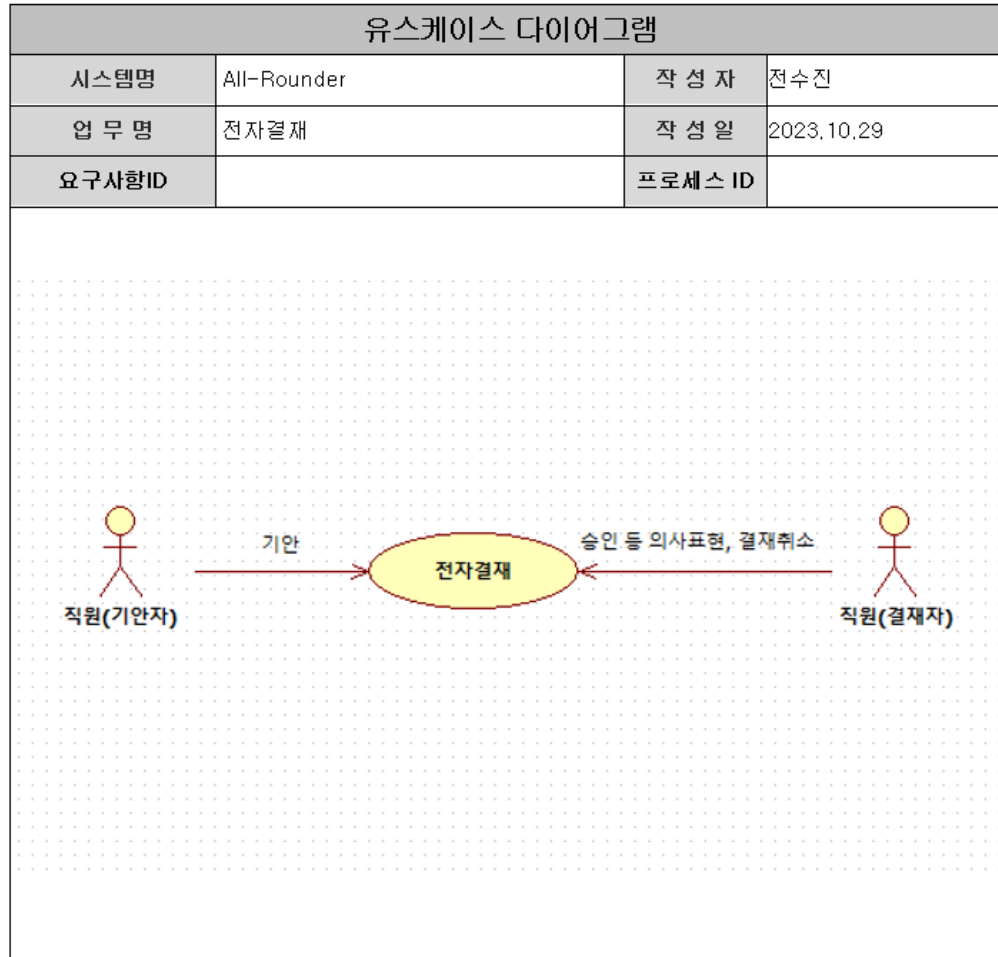 유스케이스 다이어그램
시스템명 All-Rounder 작 성 자 전수진
업 무 명 전자결재 작 성 일 2023.10.29
요구사항ID 프로세스 ID
기안 전자결재 승인 등 의사표현, 결재취소
직원(기안자) 직원(결재자)